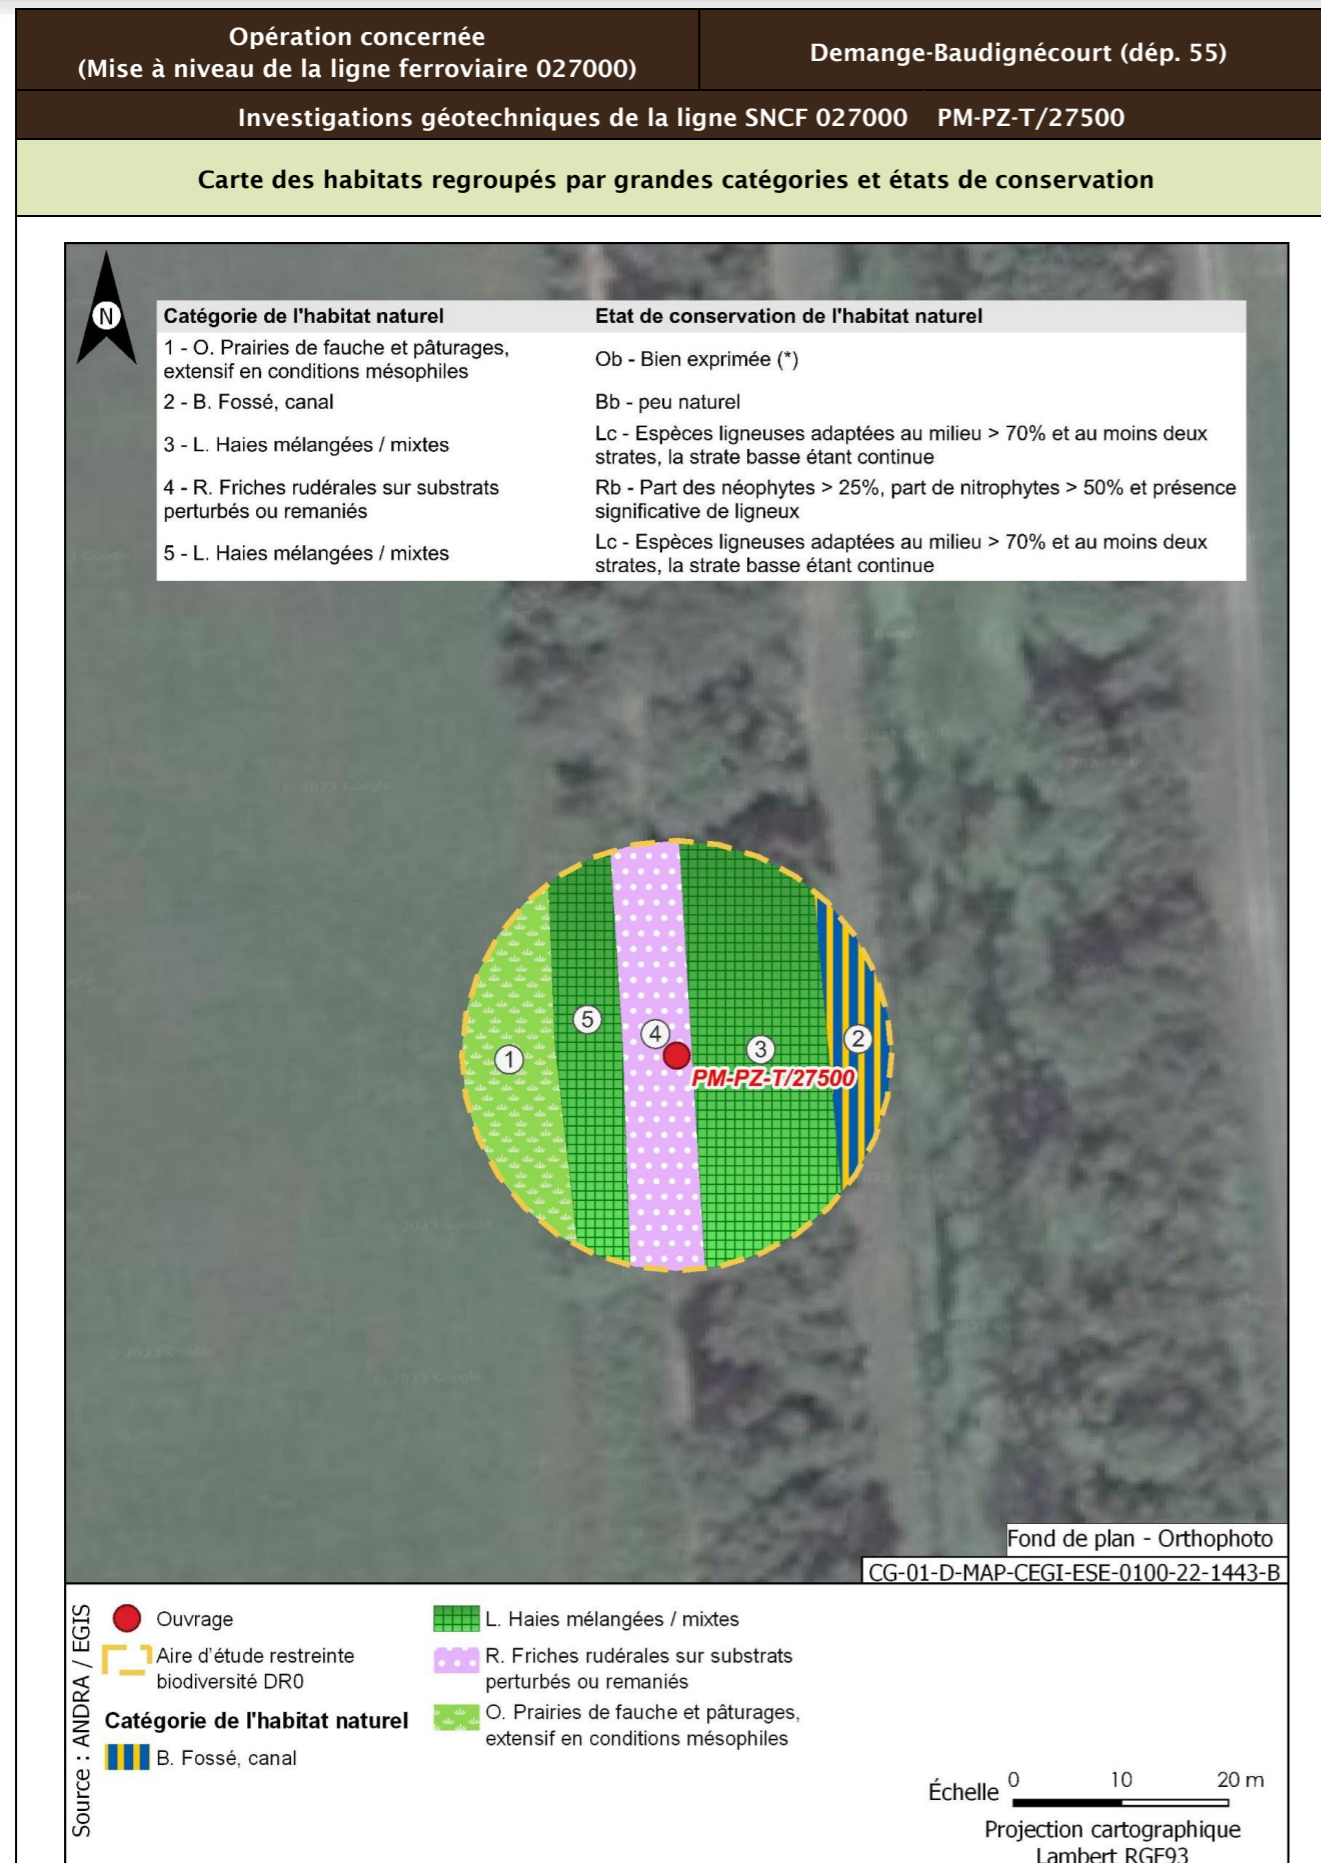 Opération concernée
(Mise à niveau de la ligne ferroviaire 027000)
Demange-Baudignécourt (dép. 55)
Investigations géotechniques de la ligne SNCF 027000 PM-PZ-T/27500
Carte des habitats regroupés par grandes catégories et états de conservation
N
Catégorie de l'habitat naturel
Etat de conservation de l'habitat naturel
1 - O. Prairies de fauche et pâturages,
extensif en conditions mésophiles
Ob - Bien exprimée (*)
2 - B. Fossé, canal
Bb - peu naturel
3 - L. Haies mélangées / mixtes
Lc - Espèces ligneuses adaptées au milieu > 70% et au moins deux
strates, la strate basse étant continue
4 - R. Friches rudérales sur substrats
perturbés ou remaniés
Rb - Part des néophytes > 25%, part de nitrophytes > 50% et présence
significative de ligneux
5 - L. Haies mélangées / mixtes
Lc - Espèces ligneuses adaptées au milieu > 70% et au moins deux
strates, la strate basse étant continue
© 2023 Google
5
4
2
3
1
PM-PZ-T/27500
© 2023 Google
© 2023 Google
© 2023 Google
Fond de plan - Orthophoto
CG-01-D-MAP-CEGI-ESE-0100-22-1443-B
Source : ANDRA / EGIS
Ouvrage
Aire d'étude restreinte
biodiversité DR0
Catégorie de l'habitat naturel
B. Fossé, canal
L. Haies mélangées / mixtes
R. Friches rudérales sur substrats
perturbés ou remaniés
O. Prairies de fauche et pâturages,
extensif en conditions mésophiles
Échelle 0 10 20 m
Projection cartographique
Lambert RGF93